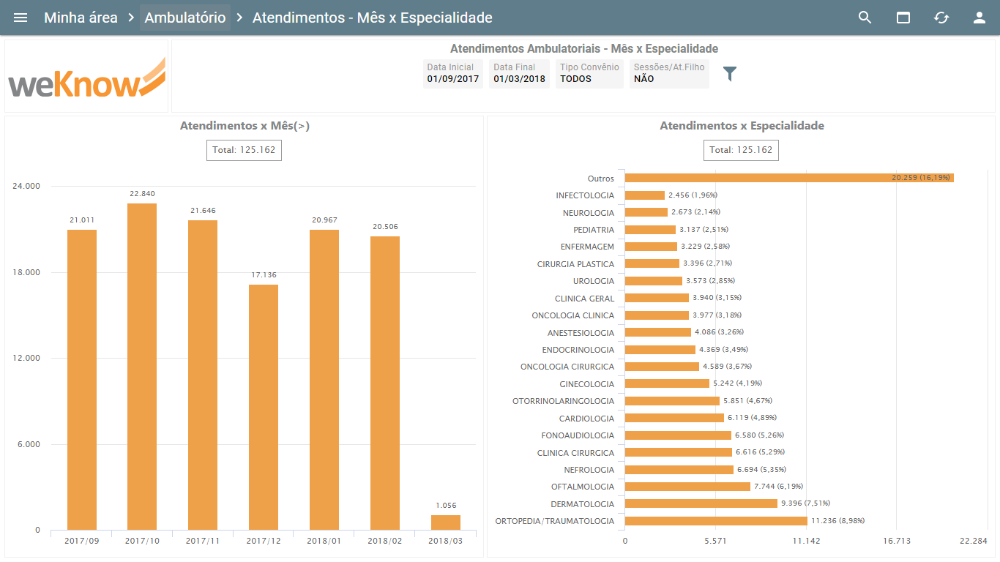 Minha área > Ambulatório > Atendimentos - Mês x Especialidade
weKnow
Atendimentos Ambulatoriais - Mês x Especialidade
Data Inicial
01/09/2017
Data Final
01/03/2018
Tipo Convênio
TODOS
Sessões/At.Filho
NÃO
Atendimentos x Mês(>)
Total: 125.162
24.000
18.000
12.000
6.000
0
21.011
22.840
21.646
17.136
20.967
20.506
1.056
2017/09
2017/10
2017/11
2017/12
2018/01
2018/02
2018/03
Atendimentos x Especialidade
Total: 125.162
Outros 20.259 (16,19%)
INFECTOLOGIA 2.456 (1,96%)
NEUROLOGIA 2.673 (2,14%)
PEDIATRIA 3.137 (2,51%)
ENFERMAGEM 3.229 (2,58%)
CIRURGIA PLASTICA 3.396 (2,71%)
UROLOGIA 3.573 (2,85%)
CLINICA GERAL 3.940 (3,15%)
ONCOLOGIA CLINICA 3.977 (3,18%)
ANESTESIOLOGIA 4.086 (3,26%)
ENDOCRINOLOGIA 4.369 (3,49%)
ONCOLOGIA CIRURGICA 4.589 (3,67%)
GINECOLOGIA 5.242 (4,19%)
OTORRINOLARINGOLOGIA 5.851 (4,67%)
CARDIOLOGIA 6.119 (4,89%)
FONOAUDIOLOGIA 6.580 (5,26%)
CLINICA CIRURGICA 6.616 (5,29%)
NEFROLOGIA 6.694 (5,35%)
OFTALMOLOGIA 7.744 (6,19%)
DERMATOLOGIA 9.396 (7,51%)
ORTOPEDIA/TRAUMATOLOGIA 11.236 (8,98%)
0 5.571 11.142 16.713 22.284